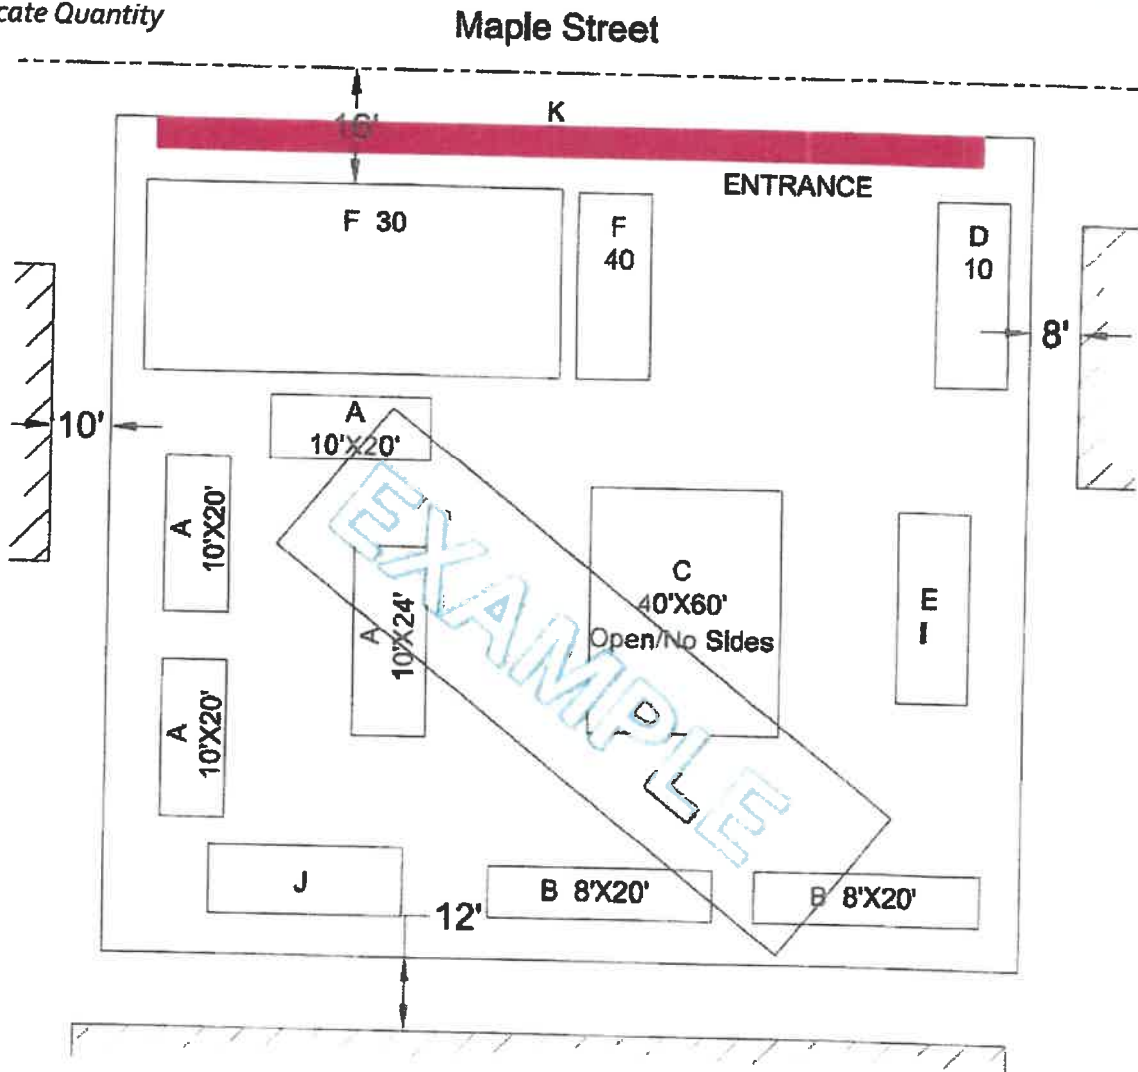 cate Quantity
Maple Street
K
16'
ENTRANCE
F 30
F
40
D
10
8'
10'
A
10'X20'
A
10'X20'
C
40'X60'
Open/No Sides
E
I
A
10'X24'
A
10'X20'
EXAMPLE
J
B 8'X20'
B 8'X20'
12'